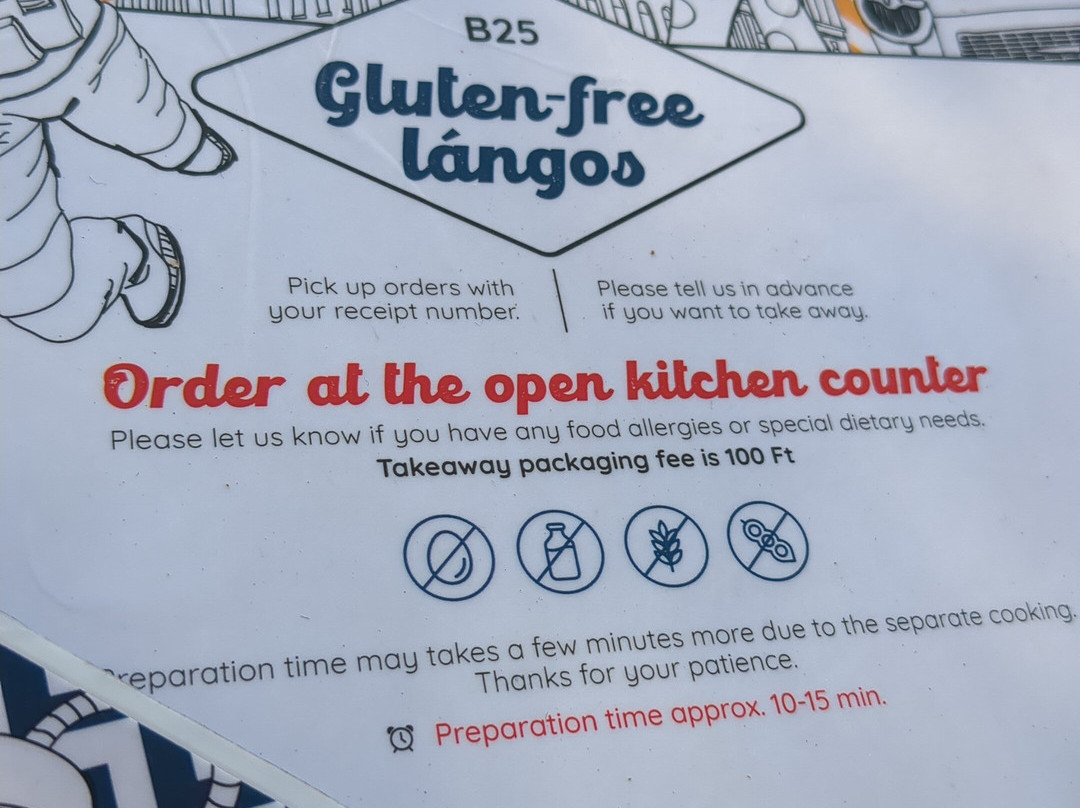 B25
Gluten-free
lángos
Pick up orders with
your receipt number.
Please tell us in advance
if you want to take away.
Order at the open kitchen counter
Please let us know if you have any food allergies or special dietary needs.
Takeaway packaging fee is 100 Ft
Preparation time may takes a few minutes more due to the separate cooking.
Thanks for your patience.
Preparation time approx. 10-15 min.